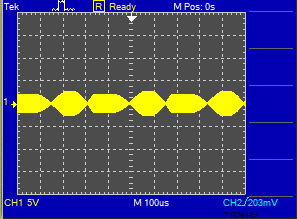 Tek R Ready M Pos: 0s
1
CH1 5V M 100us CH2 / 203mV